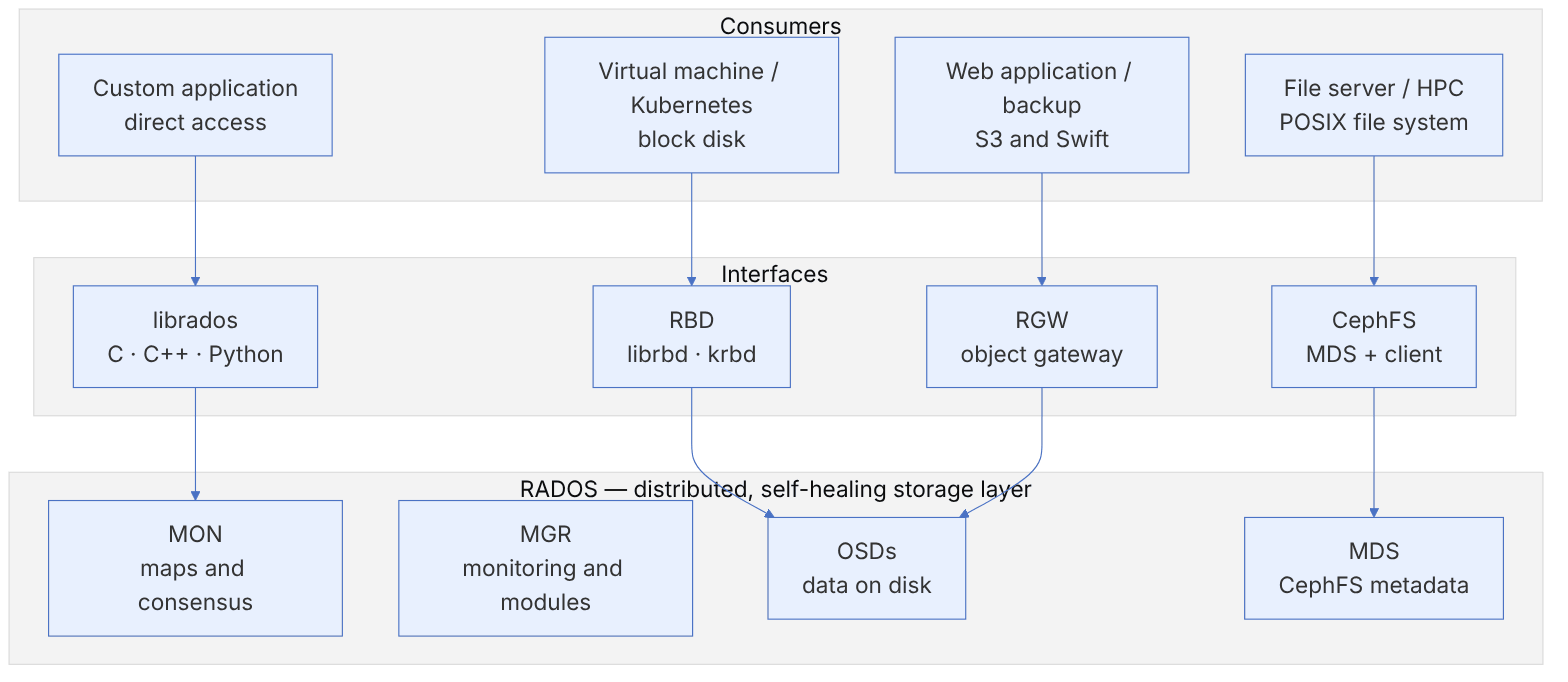 Consumers
Custom application
direct access
Virtual machine /
Kubernetes
block disk
Web application /
backup
S3 and Swift
File server / HPC
POSIX file system
Interfaces
librados
C · C++ · Python
RBD
librbd · krbd
RGW
object gateway
CephFS
MDS + client
RADOS — distributed, self-healing storage layer
MON
maps and
consensus
MGR
monitoring and
modules
OSDs
data on disk
MDS
CephFS metadata